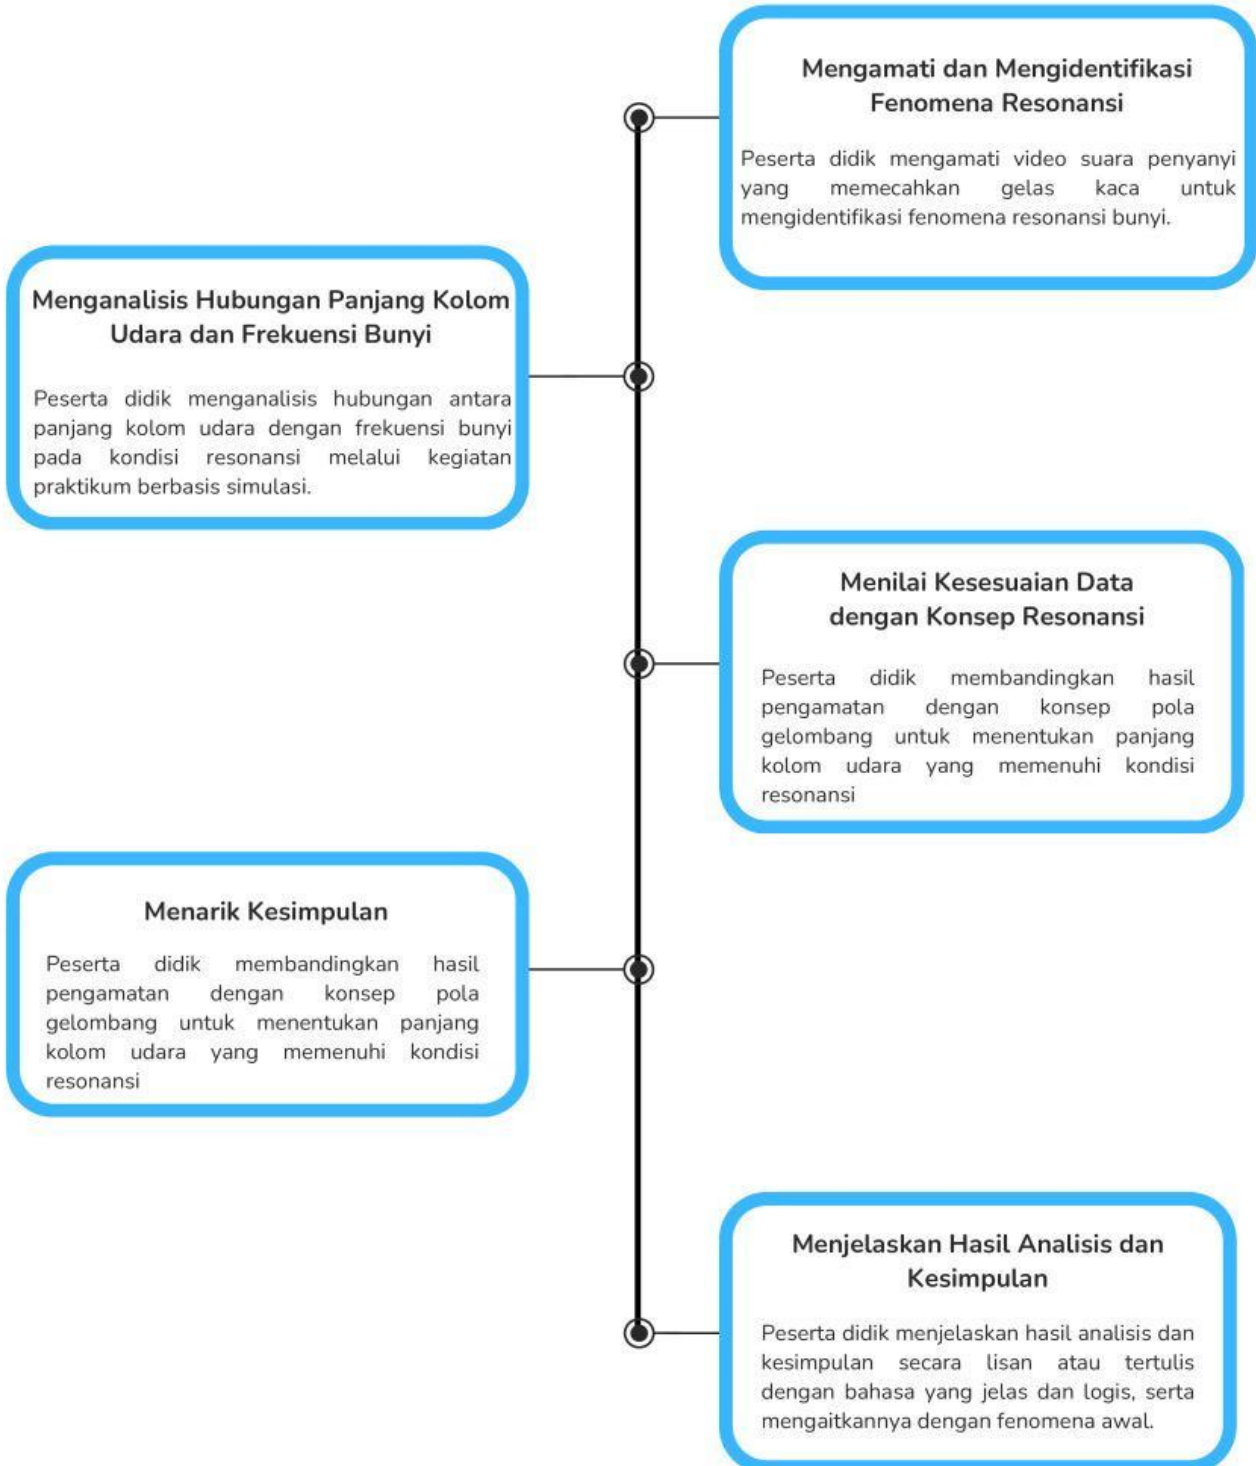 Mengamati dan Mengidentifikasi
Fenomena Resonansi
Peserta didik mengamati video suara penyanyi
yang memecahkan gelas kaca untuk
mengidentifikasi fenomena resonansi bunyi.
Menganalisis Hubungan Panjang Kolom
Udara dan Frekuensi Bunyi
Peserta didik menganalisis hubungan antara
panjang kolom udara dengan frekuensi bunyi
pada kondisi resonansi melalui kegiatan
praktikum berbasis simulasi.
Menilai Kesesuaian Data
dengan Konsep Resonansi
Peserta didik membandingkan hasil
pengamatan dengan konsep pola
gelombang untuk menentukan panjang
kolom udara yang memenuhi kondisi
resonansi
Menarik Kesimpulan
Peserta didik membandingkan hasil
pengamatan dengan konsep pola
gelombang untuk menentukan panjang
kolom udara yang memenuhi kondisi
resonansi
Menjelaskan Hasil Analisis dan
Kesimpulan
Peserta didik menjelaskan hasil analisis dan
kesimpulan secara lisan atau tertulis
dengan bahasa yang jelas dan logis, serta
mengaitkannya dengan fenomena awal.